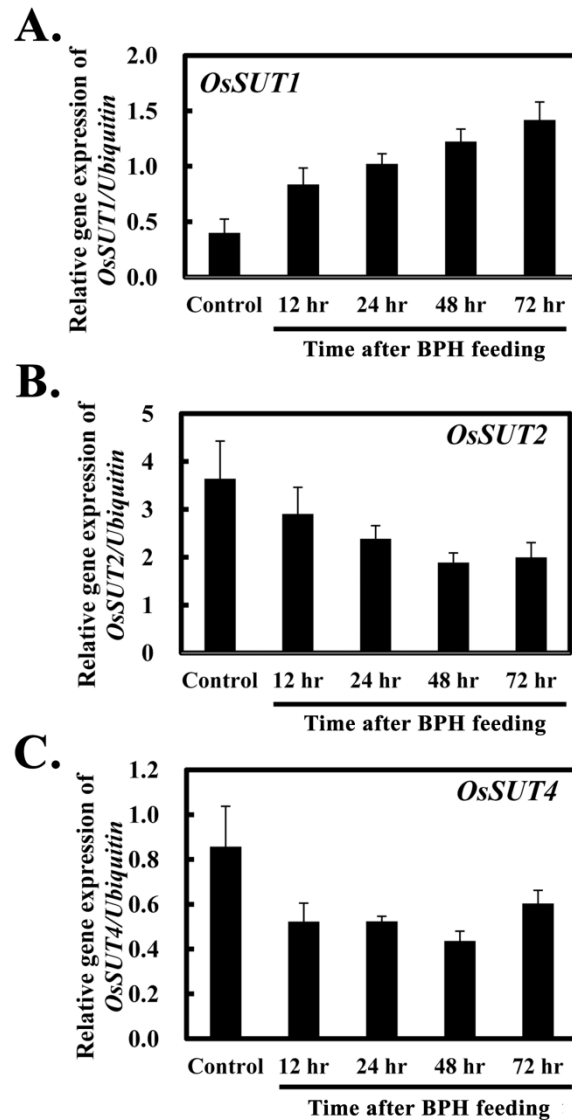 A.
Relative gene expression of
OsSUT1/Ubiquitin
2.0
1.5
1.0
0.5
0.0
OsSUT1
Control 12 hr 24 hr 48 hr 72 hr
Time after BPH feeding
B.
Relative gene expression of
OsSUT2/Ubiquitin
5
4
3
2
1
0
OsSUT2
Control 12 hr 24 hr 48 hr 72 hr
Time after BPH feeding
C.
Relative gene expression of
OsSUT4/Ubiquitin
1.2
1.0
0.8
0.6
0.4
0.2
0.0
OsSUT4
Control 12 hr 24 hr 48 hr 72 hr
Time after BPH feeding